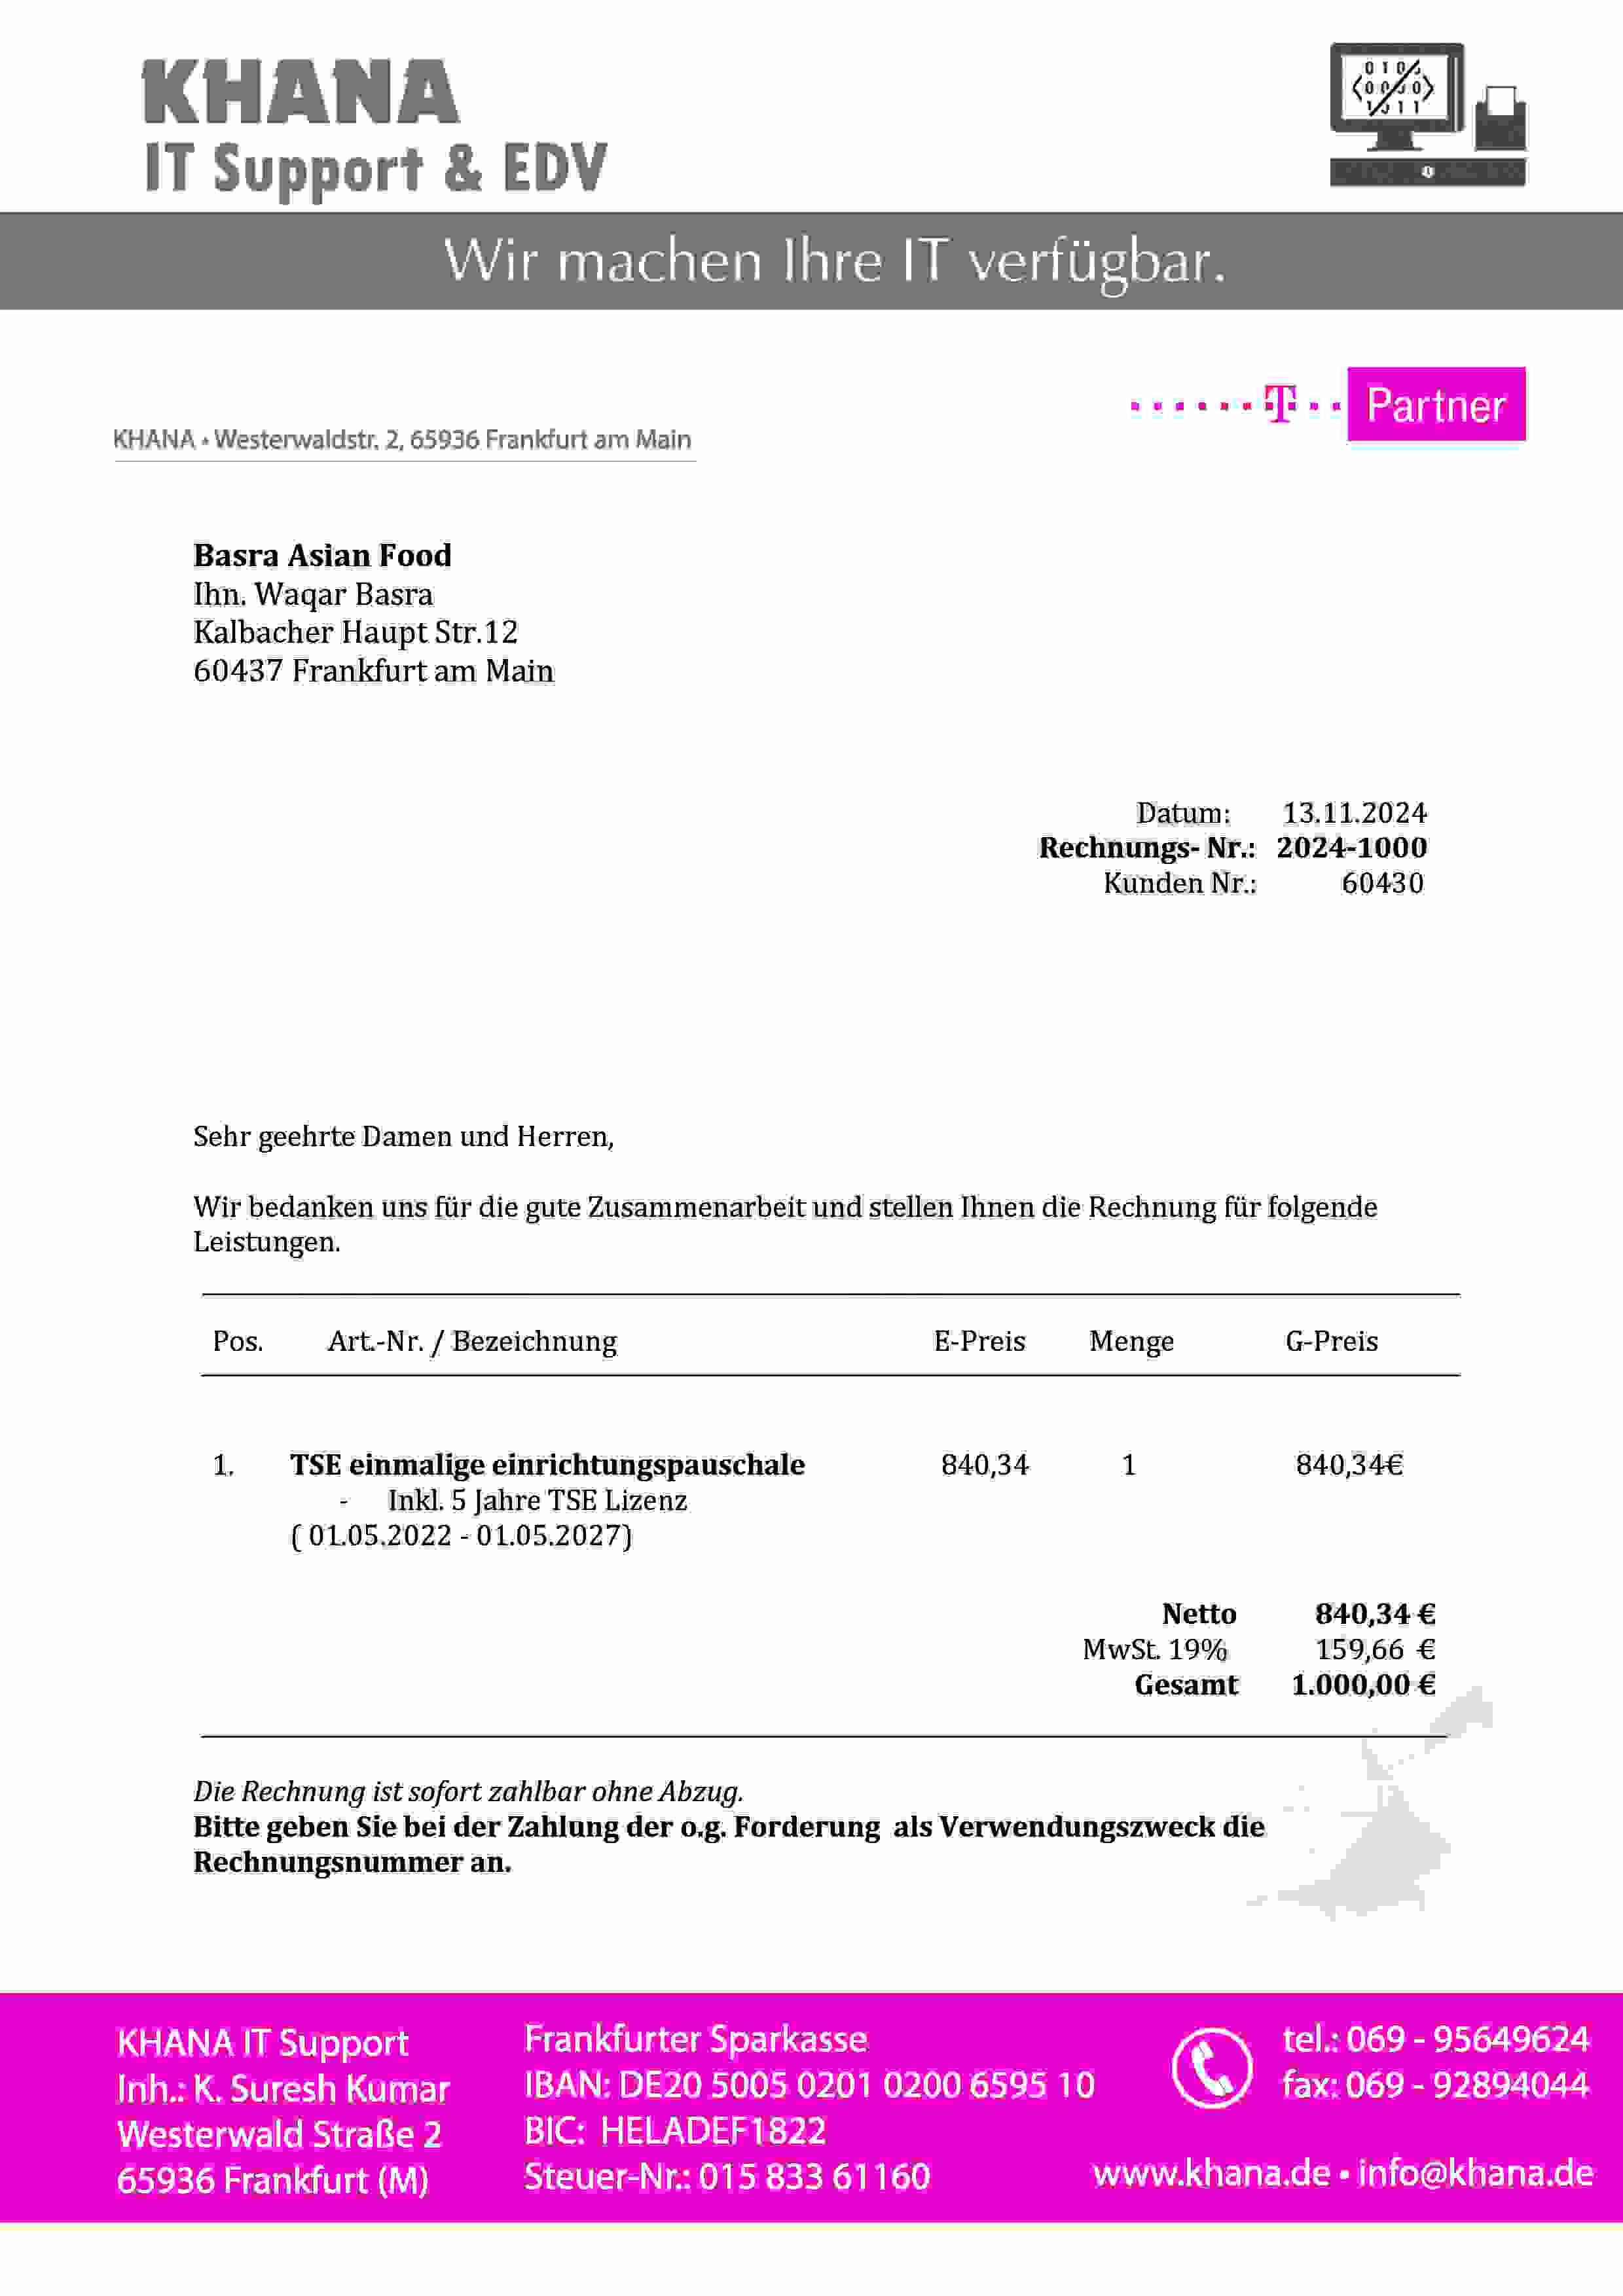 KHANA
IT Support & EDV
0 1 0
1 1
Wir machen Ihre IT verfügbar.
T Partner
KHANA • Westerwaldstr. 2, 65936 Frankfurt am Main
Basra Asian Food
Ihn. Waqar Basra
Kalbacher Haupt Str.12
60437 Frankfurt am Main
Datum: 13.11.2024
Rechnungs- Nr.: 2024-1000
Kunden Nr.: 60430
Sehr geehrte Damen und Herren,
Wir bedanken uns für die gute Zusammenarbeit und stellen Ihnen die Rechnung für folgende
Leistungen.
Pos. Art.-Nr. / Bezeichnung E-Preis Menge G-Preis
1. TSE einmalige einrichtungspauschale 840,34 1 840,34€
- Inkl. 5 Jahre TSE Lizenz
( 01.05.2022 - 01.05.2027)
Netto 840,34 €
MwSt. 19% 159,66 €
Gesamt 1.000,00 €
Die Rechnung ist sofort zahlbar ohne Abzug.
Bitte geben Sie bei der Zahlung der o.g. Forderung als Verwendungszweck die
Rechnungsnummer an.
KHANA IT Support
Inh.: K. Suresh Kumar
Westerwald Straße 2
65936 Frankfurt (M)
Frankfurter Sparkasse
IBAN: DE20 5005 0201 0200 6595 10
BIC: HELADEF1822
Steuer-Nr.: 015 833 61160
tel.: 069 - 95649624
fax: 069 - 92894044
www.khana.de • info@khana.de